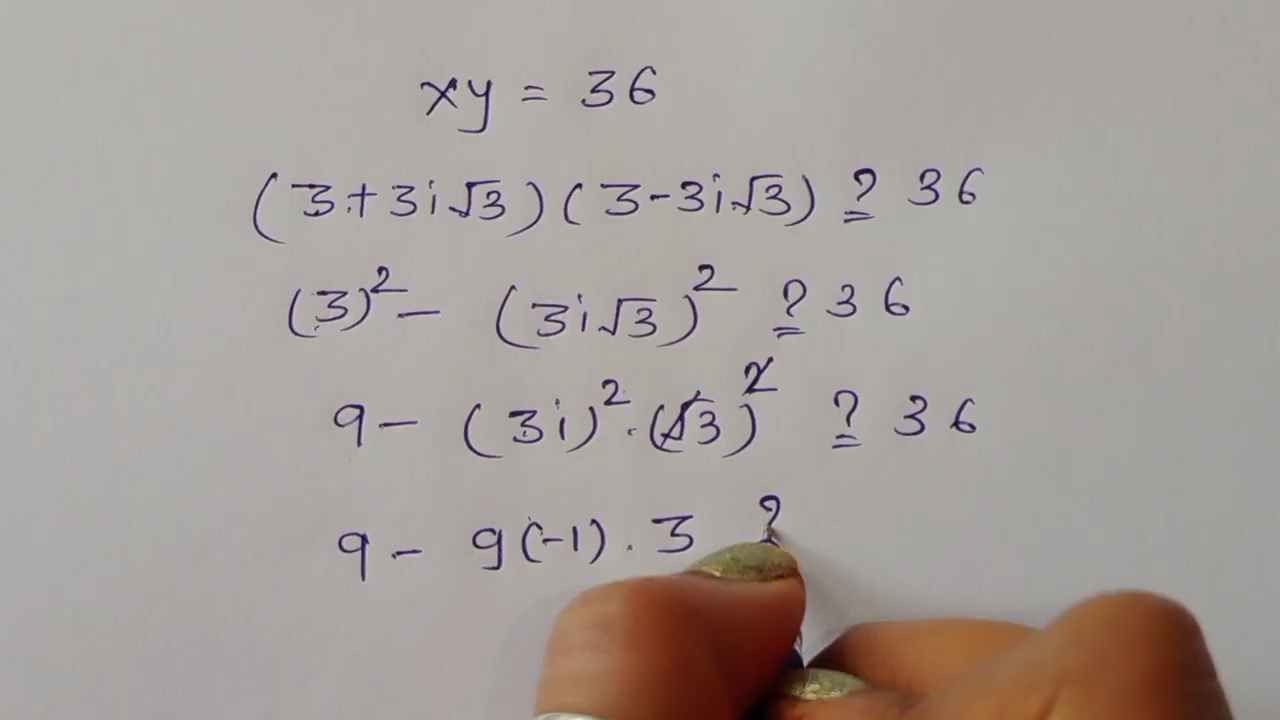 xy = 36
(3+3i√3)(3-3i√3) ≟ 36
(3)² - (3i√3)² ≟ 36
9 - (3i)² · (√3)² ≟ 36
9 - 9(-1) · 3 ?